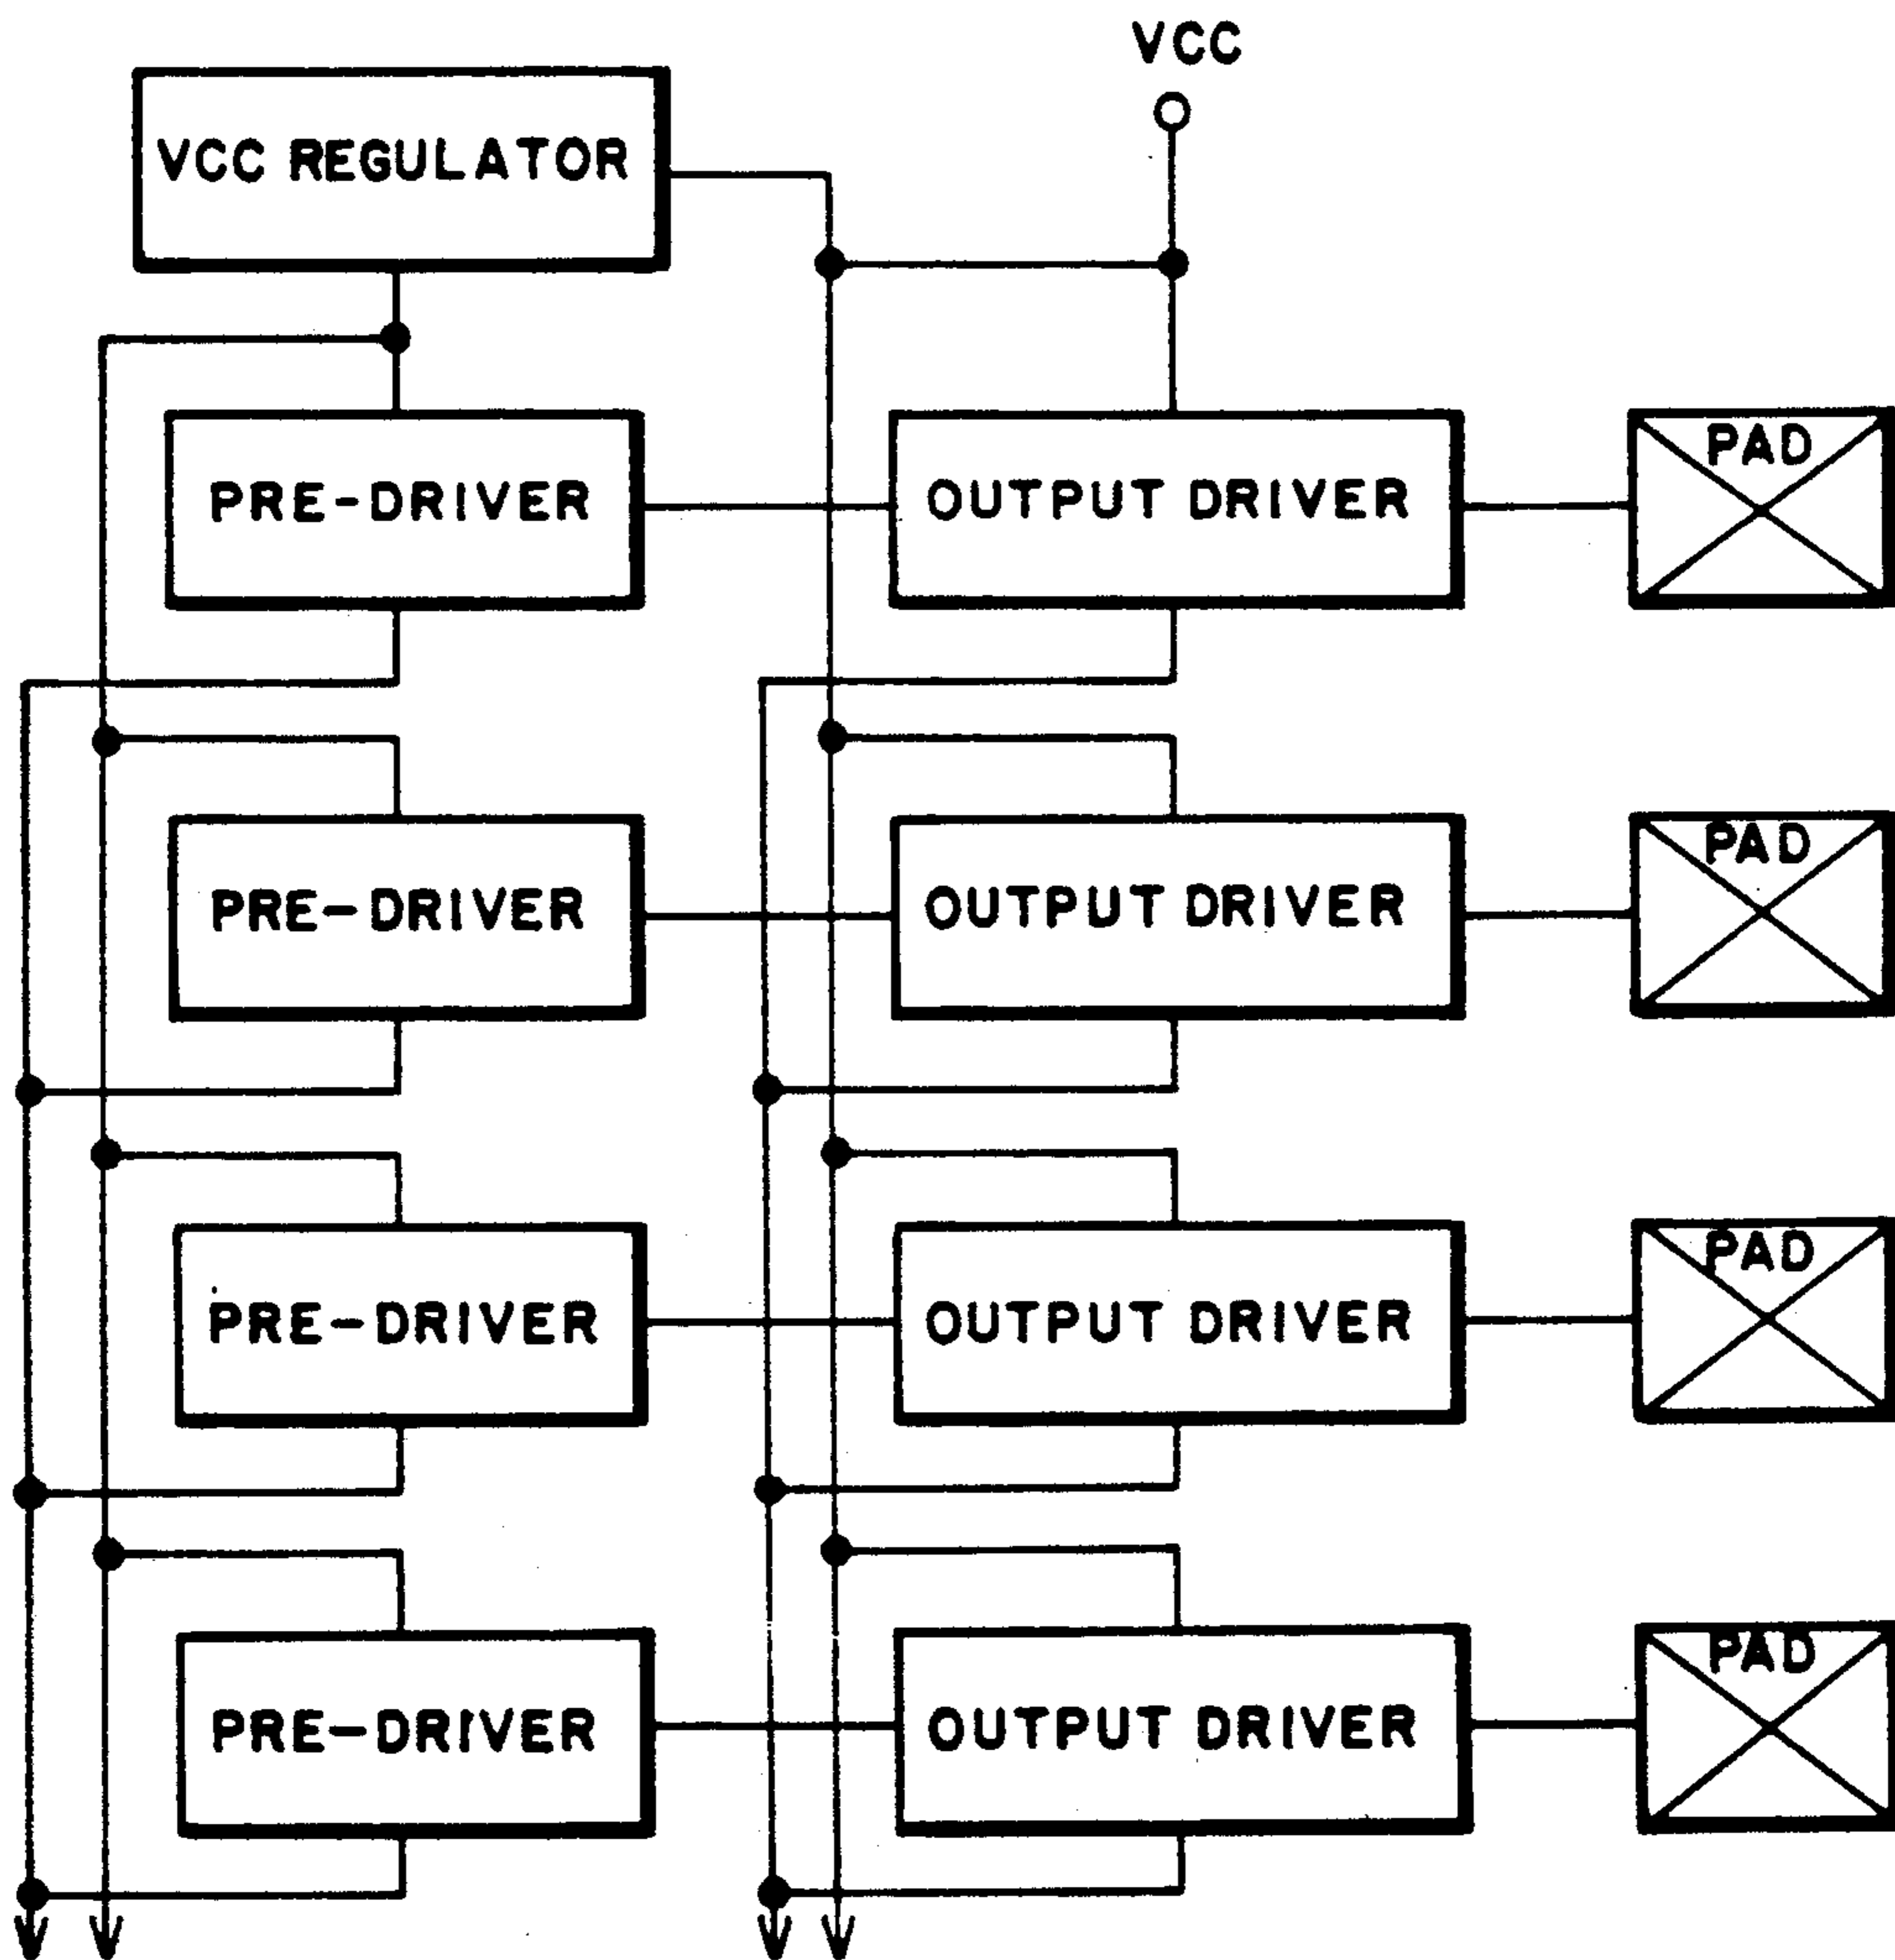 VCC
VCC REGULATOR
PRE-DRIVER
OUTPUT DRIVER
PAD
PRE-DRIVER
OUTPUT DRIVER
PAD
PRE-DRIVER
OUTPUT DRIVER
PAD
PRE-DRIVER
OUTPUT DRIVER
PAD